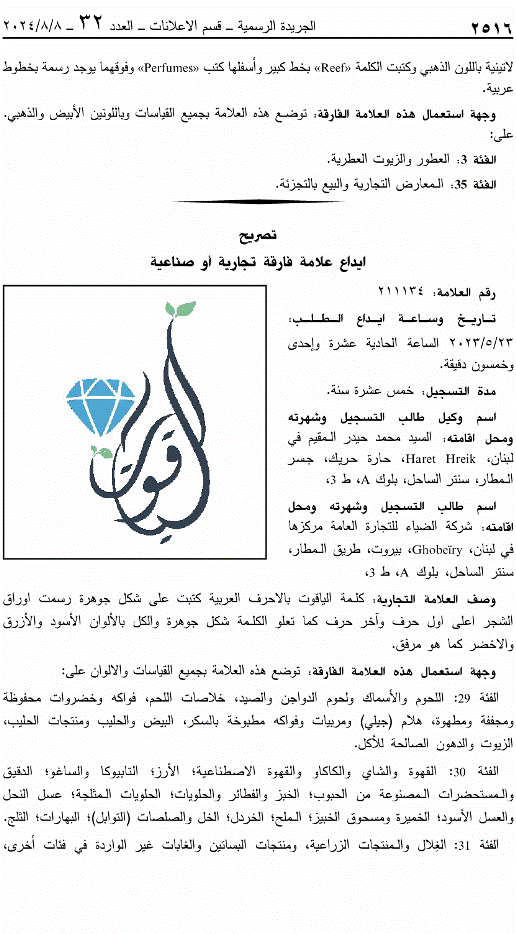 ٢٥١٦ الجريدة الرسمية ــ قسم الاعلانات ــ العدد ٣٢ ــ ٢٠٢٤/٨/٨
لاتينية باللون الذهبي وكتبت الكلمة «Reef» بخط كبير وأسفلها كتب «Perfumes» وفوقهما يوجد رسمة بخطوط
عربية.
وجهة استعمال هذه العلامة الفارقة: توضع هذه العلامة بجميع القياسات وباللونين الأبيض والذهبي.
على:
الفئة 3: العطور والزيوت العطرية.
الفئة 35: المعارض التجارية والبيع بالتجزئة.
تصريح
ايداع علامة فارقة تجارية او صناعية
رقم العلامة: ٢١١١٣٤
تاريخ وساعة ايداع الطلب:
٢٠٢٣/٥/٢٣ الساعة الحادية عشرة وإحدى
وخمسون دقيقة.
مدة التسجيل: خمس عشرة سنة.
اسم وكيل طالب التسجيل وشهرته
ومحل اقامته: السيد محمد حيدر المقيم في
لبنان، Haret Hreik، حارة حريك، جسر
المطار، سنتر الساحل، بلوك A، ط 3،
اسم طالب التسجيل وشهرته ومحل
اقامته: شركة الضياء للتجارة العامة مركزها
في لبنان، Ghobeïry، بيروت، طريق المطار،
سنتر الساحل، بلوك A، ط 3،
الياقوت
وصف العلامة التجارية: كلمة الياقوت بالاحرف العربية كتبت على شكل جوهرة رسمت اوراق
الشجر اعلى اول حرف وآخر حرف كما تعلو الكلمة شكل جوهرة والكل بالألوان الأسود والأزرق
والاخضر كما هو مرفق.
وجهة استعمال هذه العلامة الفارقة: توضع هذه العلامة بجميع القياسات والالوان على:
الفئة 29: اللحوم والأسماك ولحوم الدواجن والصيد، خلاصات اللحم، فواكه وخضروات محفوظة
ومجففة ومطهوة، هلام (جيلي) ومربيات وفواكه مطبوخة بالسكر، البيض والحليب ومنتجات الحليب،
الزيوت والدهون الصالحة للأكل.
الفئة 30: القهوة والشاي والكاكاو والقهوة الاصطناعية؛ الأرز؛ التابيوكا والساغو؛ الدقيق
والمستحضرات المصنوعة من الحبوب؛ الخبز والفطائر والحلويات؛ الحلويات المثلجة؛ عسل النحل
والعسل الأسود؛ الخميرة ومسحوق الخبيز؛ الملح؛ الخردل؛ الخل والصلصات (التوابل)؛ البهارات؛ الثلج.
الفئة 31: الغلال والمنتجات الزراعية، ومنتجات البساتين والغابات غير الواردة في فئات أخرى،